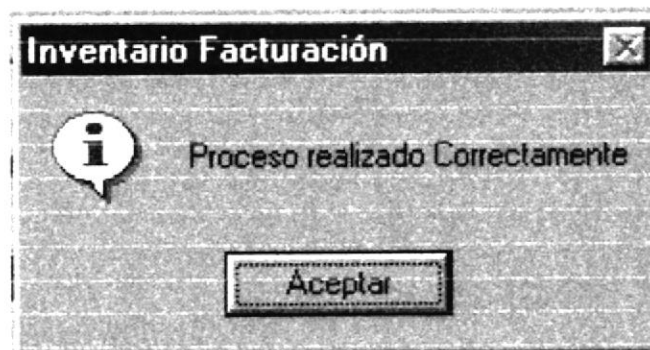 Inventario Facturación
Proceso realizado Correctamente
Aceptar